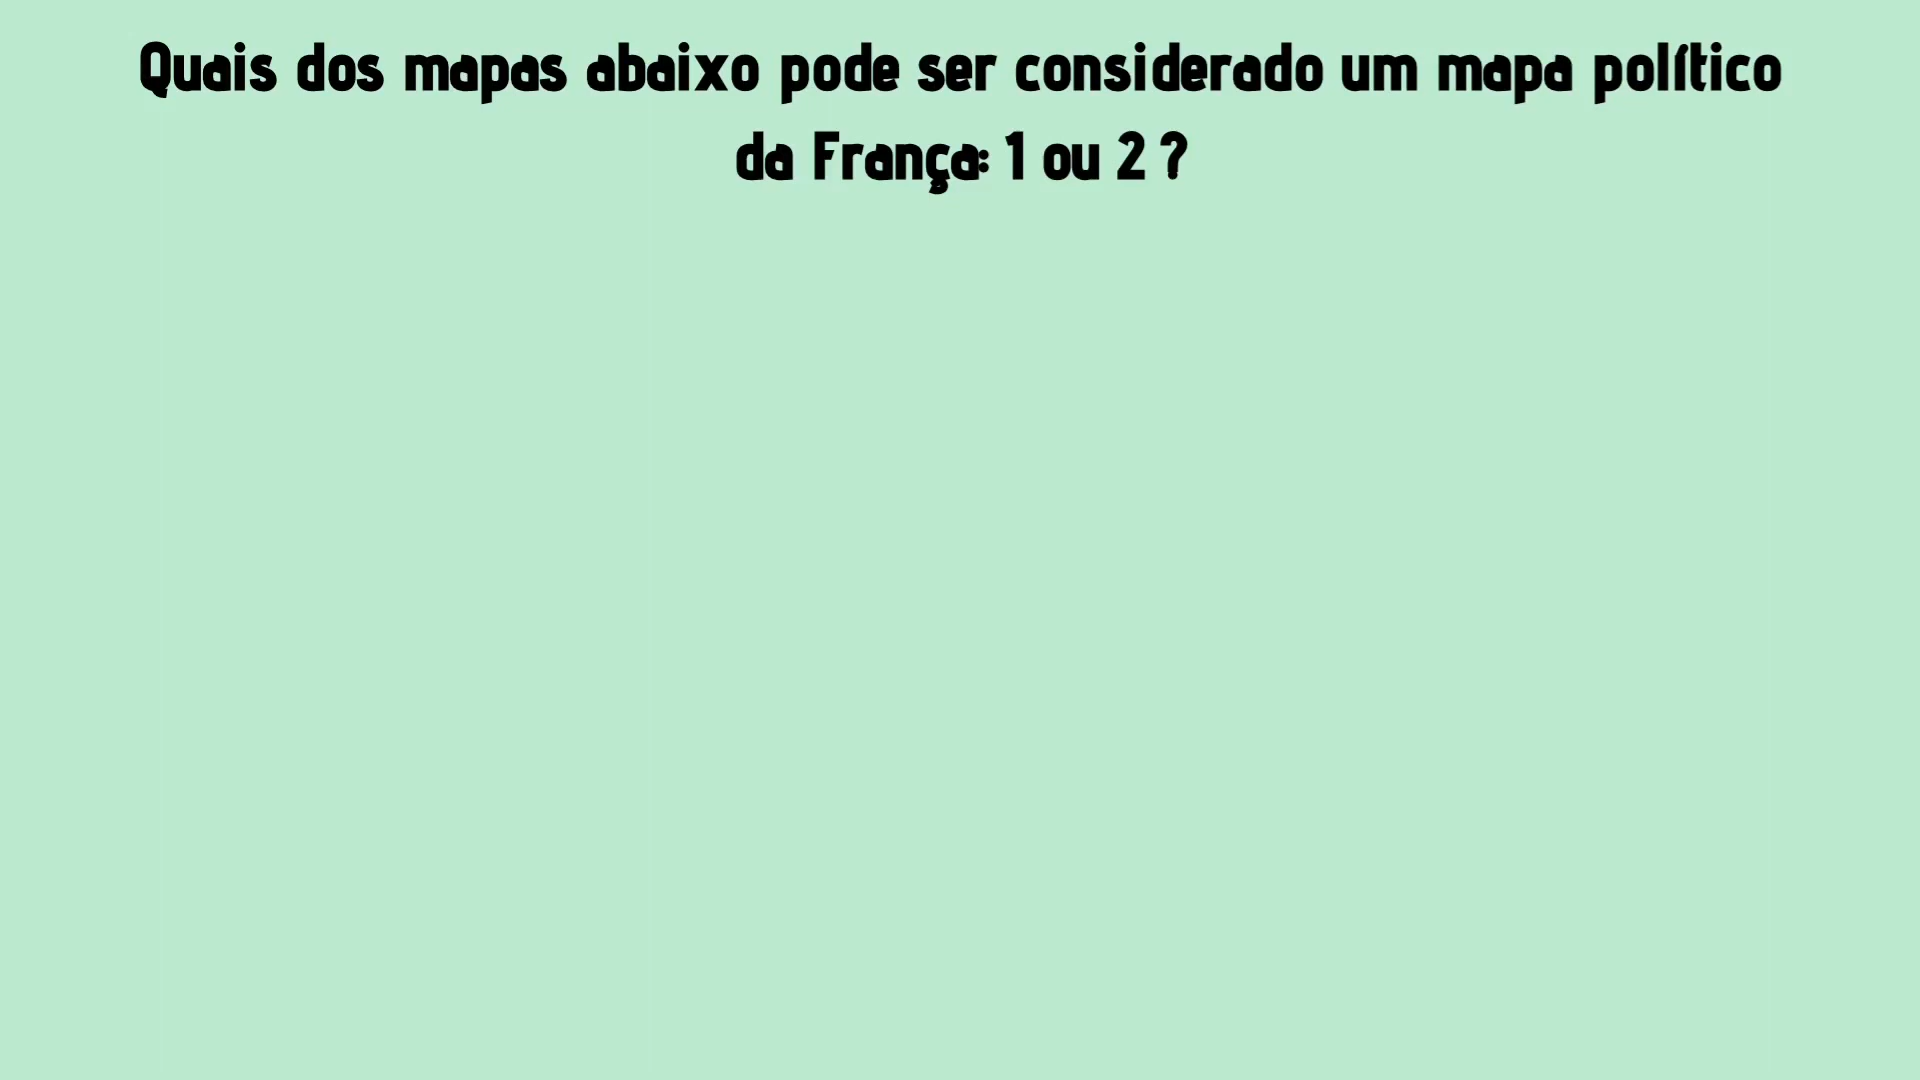 Quais dos mapas abaixo pode ser considerado um mapa político
da França: 1 ou 2 ?